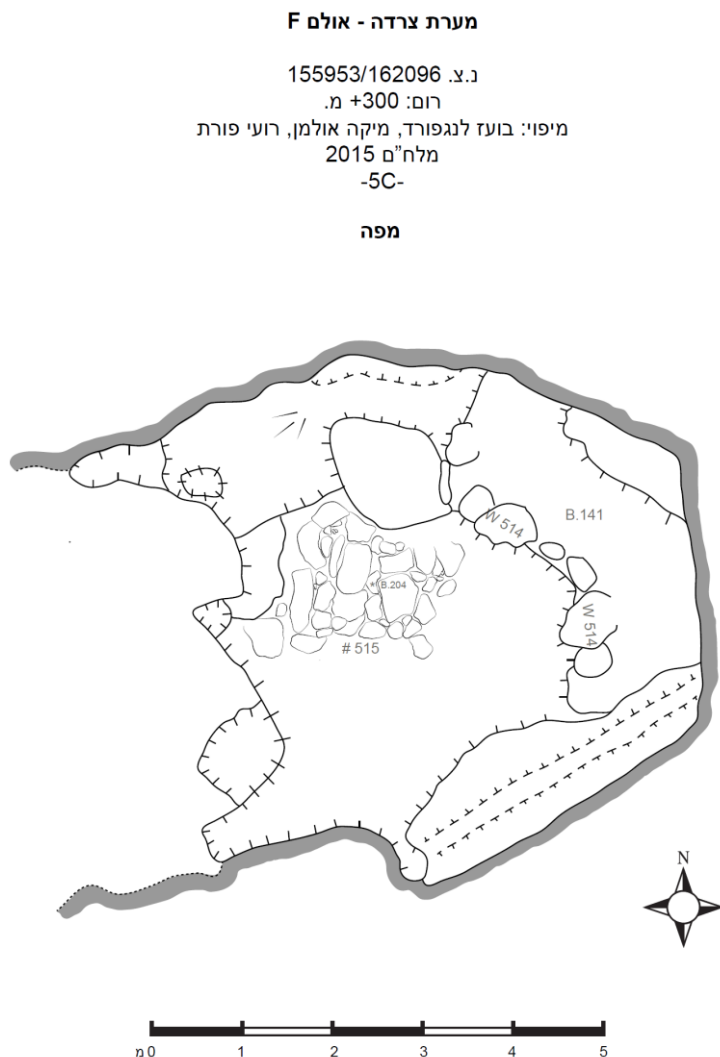 מערת צרדה - אולם F
נ.צ. 155953/162096
רום: 300+ מ.
מיפוי: בועז לנגפורד, מיקה אולמן, רועי פורת
מלח"ם 2015
-5C-
מפה
W 514
B.141
* B.204
W 514
# 515
N
0 מ 1 2 3 4 5